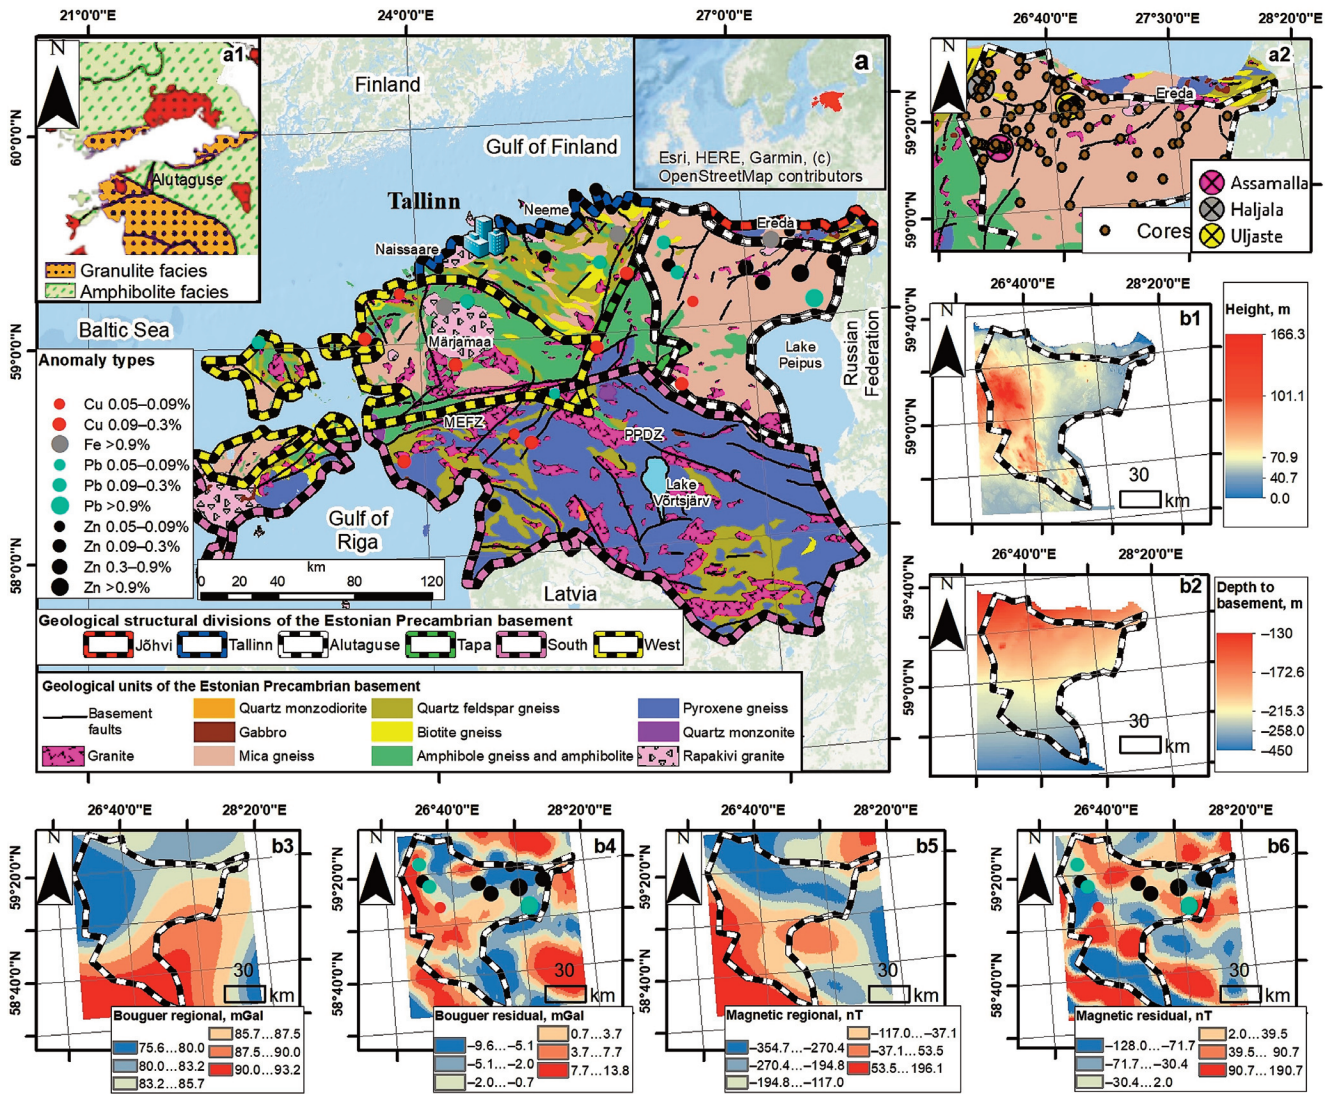 21°0'0"E
24°0'0"E
27°0'0"E
60°0'0"N
59°0'0"N
58°0'0"N
N
a1
Alutaguse
Granulite facies
Amphibolite facies
a
Finland
Gulf of Finland
Esri, HERE, Garmin, (c)
OpenStreetMap contributors
Tallinn
Neeme
Naissaare
Ereda
Baltic Sea
Märjamaa
Lake
Peipus
Russian
Federation
MEFZ
PPDZ
Lake
Võrtsjärv
Gulf of
Riga
Latvia
Anomaly types
Cu 0.05–0.09%
Cu 0.09–0.3%
Fe >0.9%
Pb 0.05–0.09%
Pb 0.09–0.3%
Pb >0.9%
Zn 0.05–0.09%
Zn 0.09–0.3%
Zn 0.3–0.9%
Zn >0.9%
km
0 20 40 80 120
Geological structural divisions of the Estonian Precambrian basement
Jõhvi Tallinn Alutaguse Tapa South West
Geological units of the Estonian Precambrian basement
Basement
faults
Granite
Quartz monzodiorite
Gabbro
Mica gneiss
Quartz feldspar gneiss
Biotite gneiss
Amphibole gneiss and amphibolite
Pyroxene gneiss
Quartz monzonite
Rapakivi granite
26°40'0"E
27°30'0"E
28°20'0"E
59°20'0"N
59°0'0"N
N
a2
Ereda
Cores
Assamalla
Haljala
Uljaste
26°40'0"E
28°20'0"E
59°40'0"N
59°0'0"N
N
b1
30
km
Height, m
166.3
101.1
70.9
40.7
0.0
26°40'0"E
28°20'0"E
59°40'0"N
59°0'0"N
N
b2
30
km
Depth to
basement, m
–130
–172.6
–215.3
–258.0
–450
26°40'0"E
28°20'0"E
59°20'0"N
58°40'0"N
N
b3
30
km
Bouguer regional, mGal
75.6…80.0
80.0…83.2
83.2…85.7
85.7…87.5
87.5…90.0
90.0…93.2
26°40'0"E
28°20'0"E
59°20'0"N
58°40'0"N
N
b4
30
km
Bouguer residual, mGal
–9.6…–5.1
–5.1…–2.0
–2.0…–0.7
0.7…3.7
3.7…7.7
7.7…13.8
26°40'0"E
28°20'0"E
59°20'0"N
58°40'0"N
N
b5
30
km
Magnetic regional, nT
–354.7…–270.4
–270.4…–194.8
–194.8…–117.0
–117.0…–37.1
–37.1…53.5
53.5…196.1
26°40'0"E
28°20'0"E
59°20'0"N
58°40'0"N
N
b6
30
km
Magnetic residual, nT
–128.0…–71.7
–71.7…–30.4
–30.4…2.0
2.0…39.5
39.5…90.7
90.7…190.7